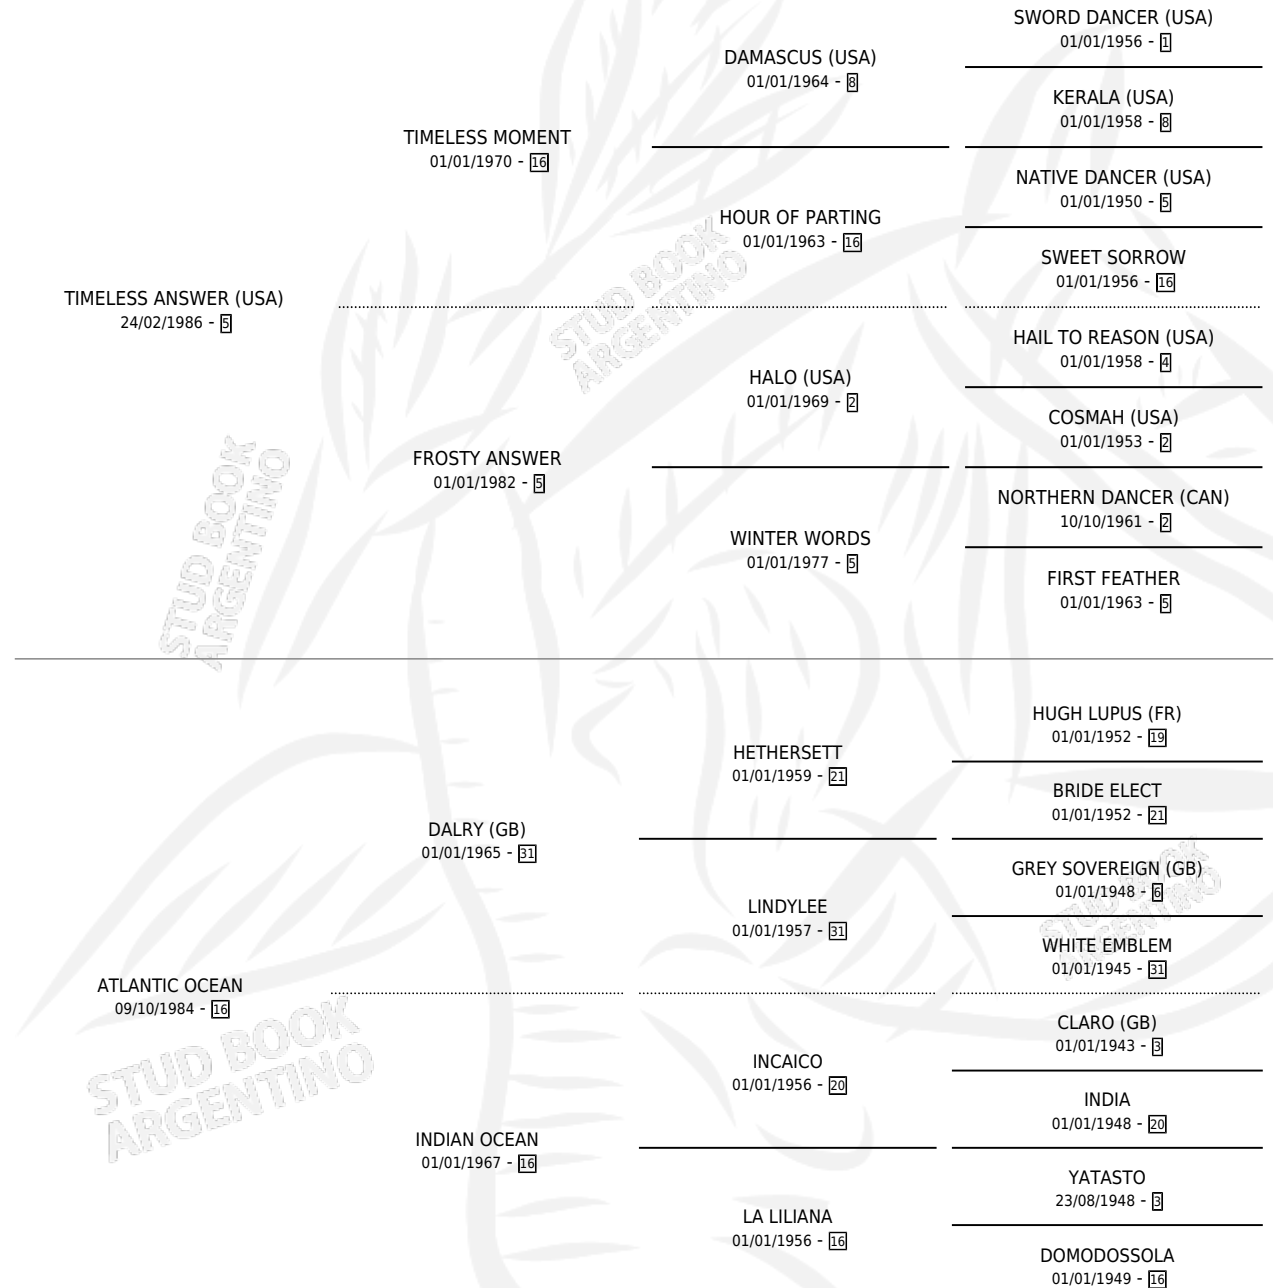 SWORD DANCER (USA)
01/01/1956 - 1
DAMASCUS (USA)
01/01/1964 - 8
KERALA (USA)
01/01/1958 - 8
TIMELESS MOMENT
01/01/1970 - 16
NATIVE DANCER (USA)
01/01/1950 - 5
HOUR OF PARTING
01/01/1963 - 16
SWEET SORROW
01/01/1956 - 16
TIMELESS ANSWER (USA)
24/02/1986 - 5
STUD BOOK
ARGENTINO
HAIL TO REASON (USA)
01/01/1958 - 4
HALO (USA)
01/01/1969 - 2
COSMAH (USA)
01/01/1953 - 2
FROSTY ANSWER
01/01/1982 - 5
NORTHERN DANCER (CAN)
10/10/1961 - 2
WINTER WORDS
01/01/1977 - 5
FIRST FEATHER
01/01/1963 - 5
STUD BOOK
ARGENTINO
HUGH LUPUS (FR)
01/01/1952 - 19
HETHERSETT
01/01/1959 - 21
BRIDE ELECT
01/01/1952 - 21
DALRY (GB)
01/01/1965 - 31
GREY SOVEREIGN (GB)
01/01/1948 - 6
LINDYLEE
01/01/1957 - 31
STUD BOOK
ARGENTINO
WHITE EMBLEM
01/01/1945 - 31
ATLANTIC OCEAN
09/10/1984 - 16
STUD BOOK
ARGENTINO
CLARO (GB)
01/01/1943 - 3
INCAICO
01/01/1956 - 20
INDIA
01/01/1948 - 20
INDIAN OCEAN
01/01/1967 - 16
YATASTO
23/08/1948 - 3
LA LILIANA
01/01/1956 - 16
DOMODOSSOLA
01/01/1949 - 16